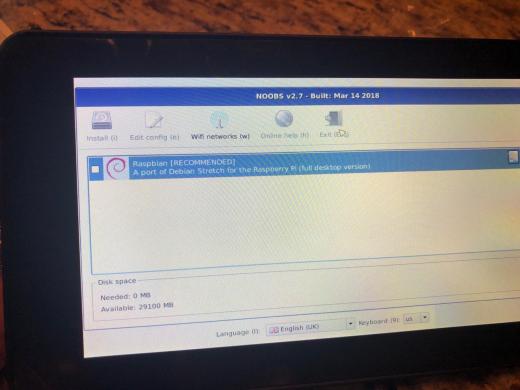 NOOBS v2.7 - Built: Mar 14 2018
Install (i) Edit config (e) Wifi networks (w) Online help (h) Exit
Raspbian [RECOMMENDED]
A port of Debian Stretch for the Raspberry Pi (full desktop version)
Disk space
Needed: 0 MB
Available: 29100 MB
Language (l): English (UK) Keyboard (9): us